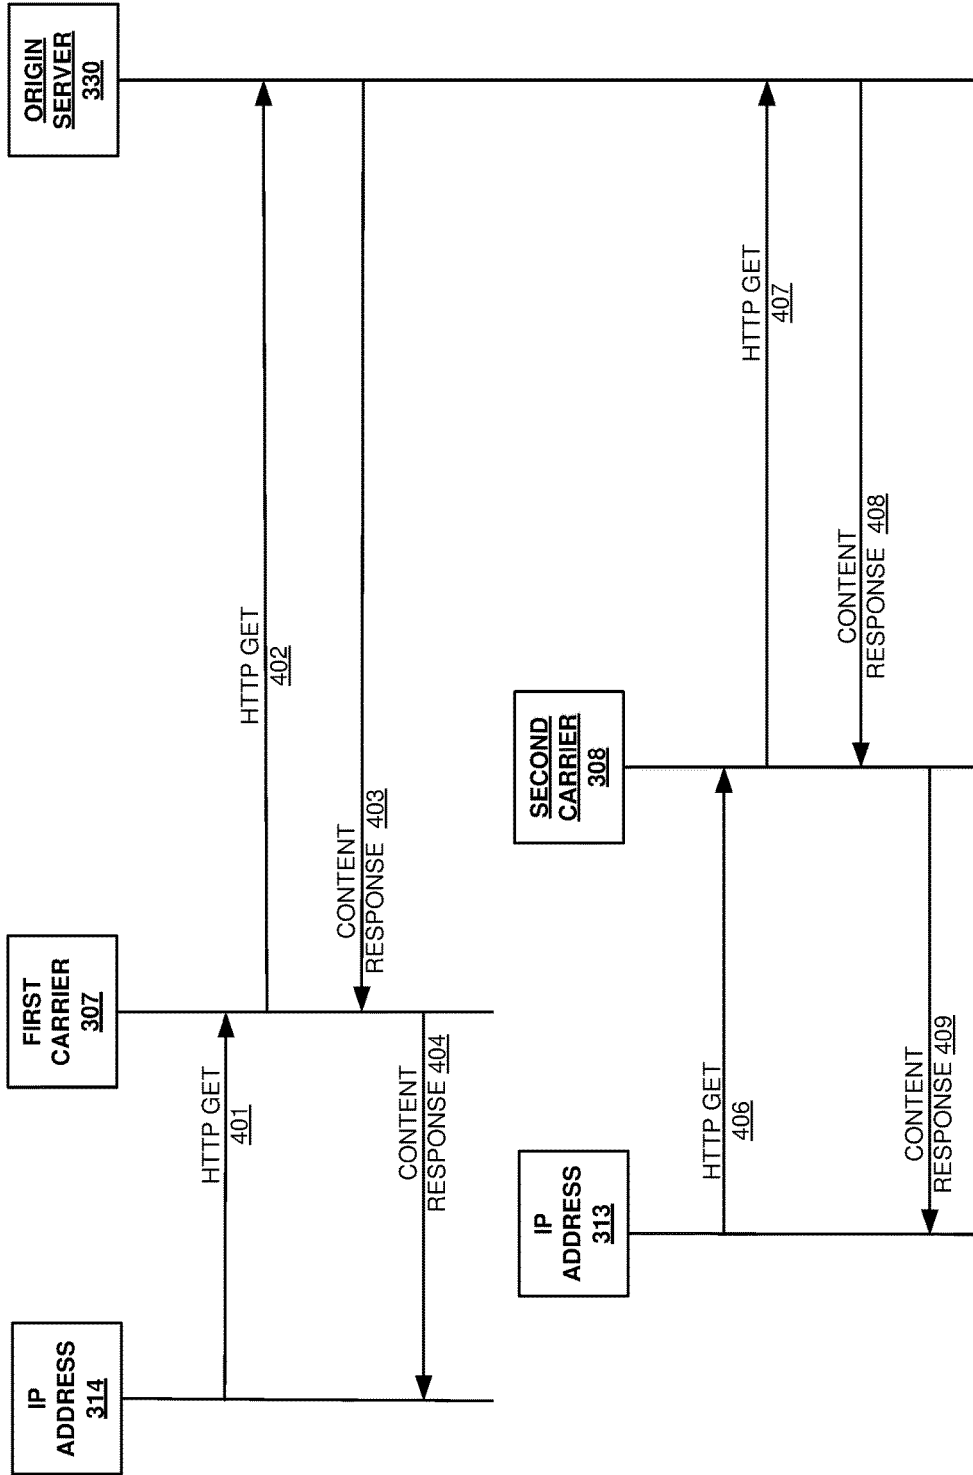 IP
ADDRESS
314
FIRST
CARRIER
307
ORIGIN
SERVER
330
HTTP GET
401
HTTP GET
402
CONTENT
RESPONSE 403
CONTENT
RESPONSE 404
IP
ADDRESS
313
SECOND
CARRIER
308
HTTP GET
406
HTTP GET
407
CONTENT
RESPONSE 408
CONTENT
RESPONSE 409